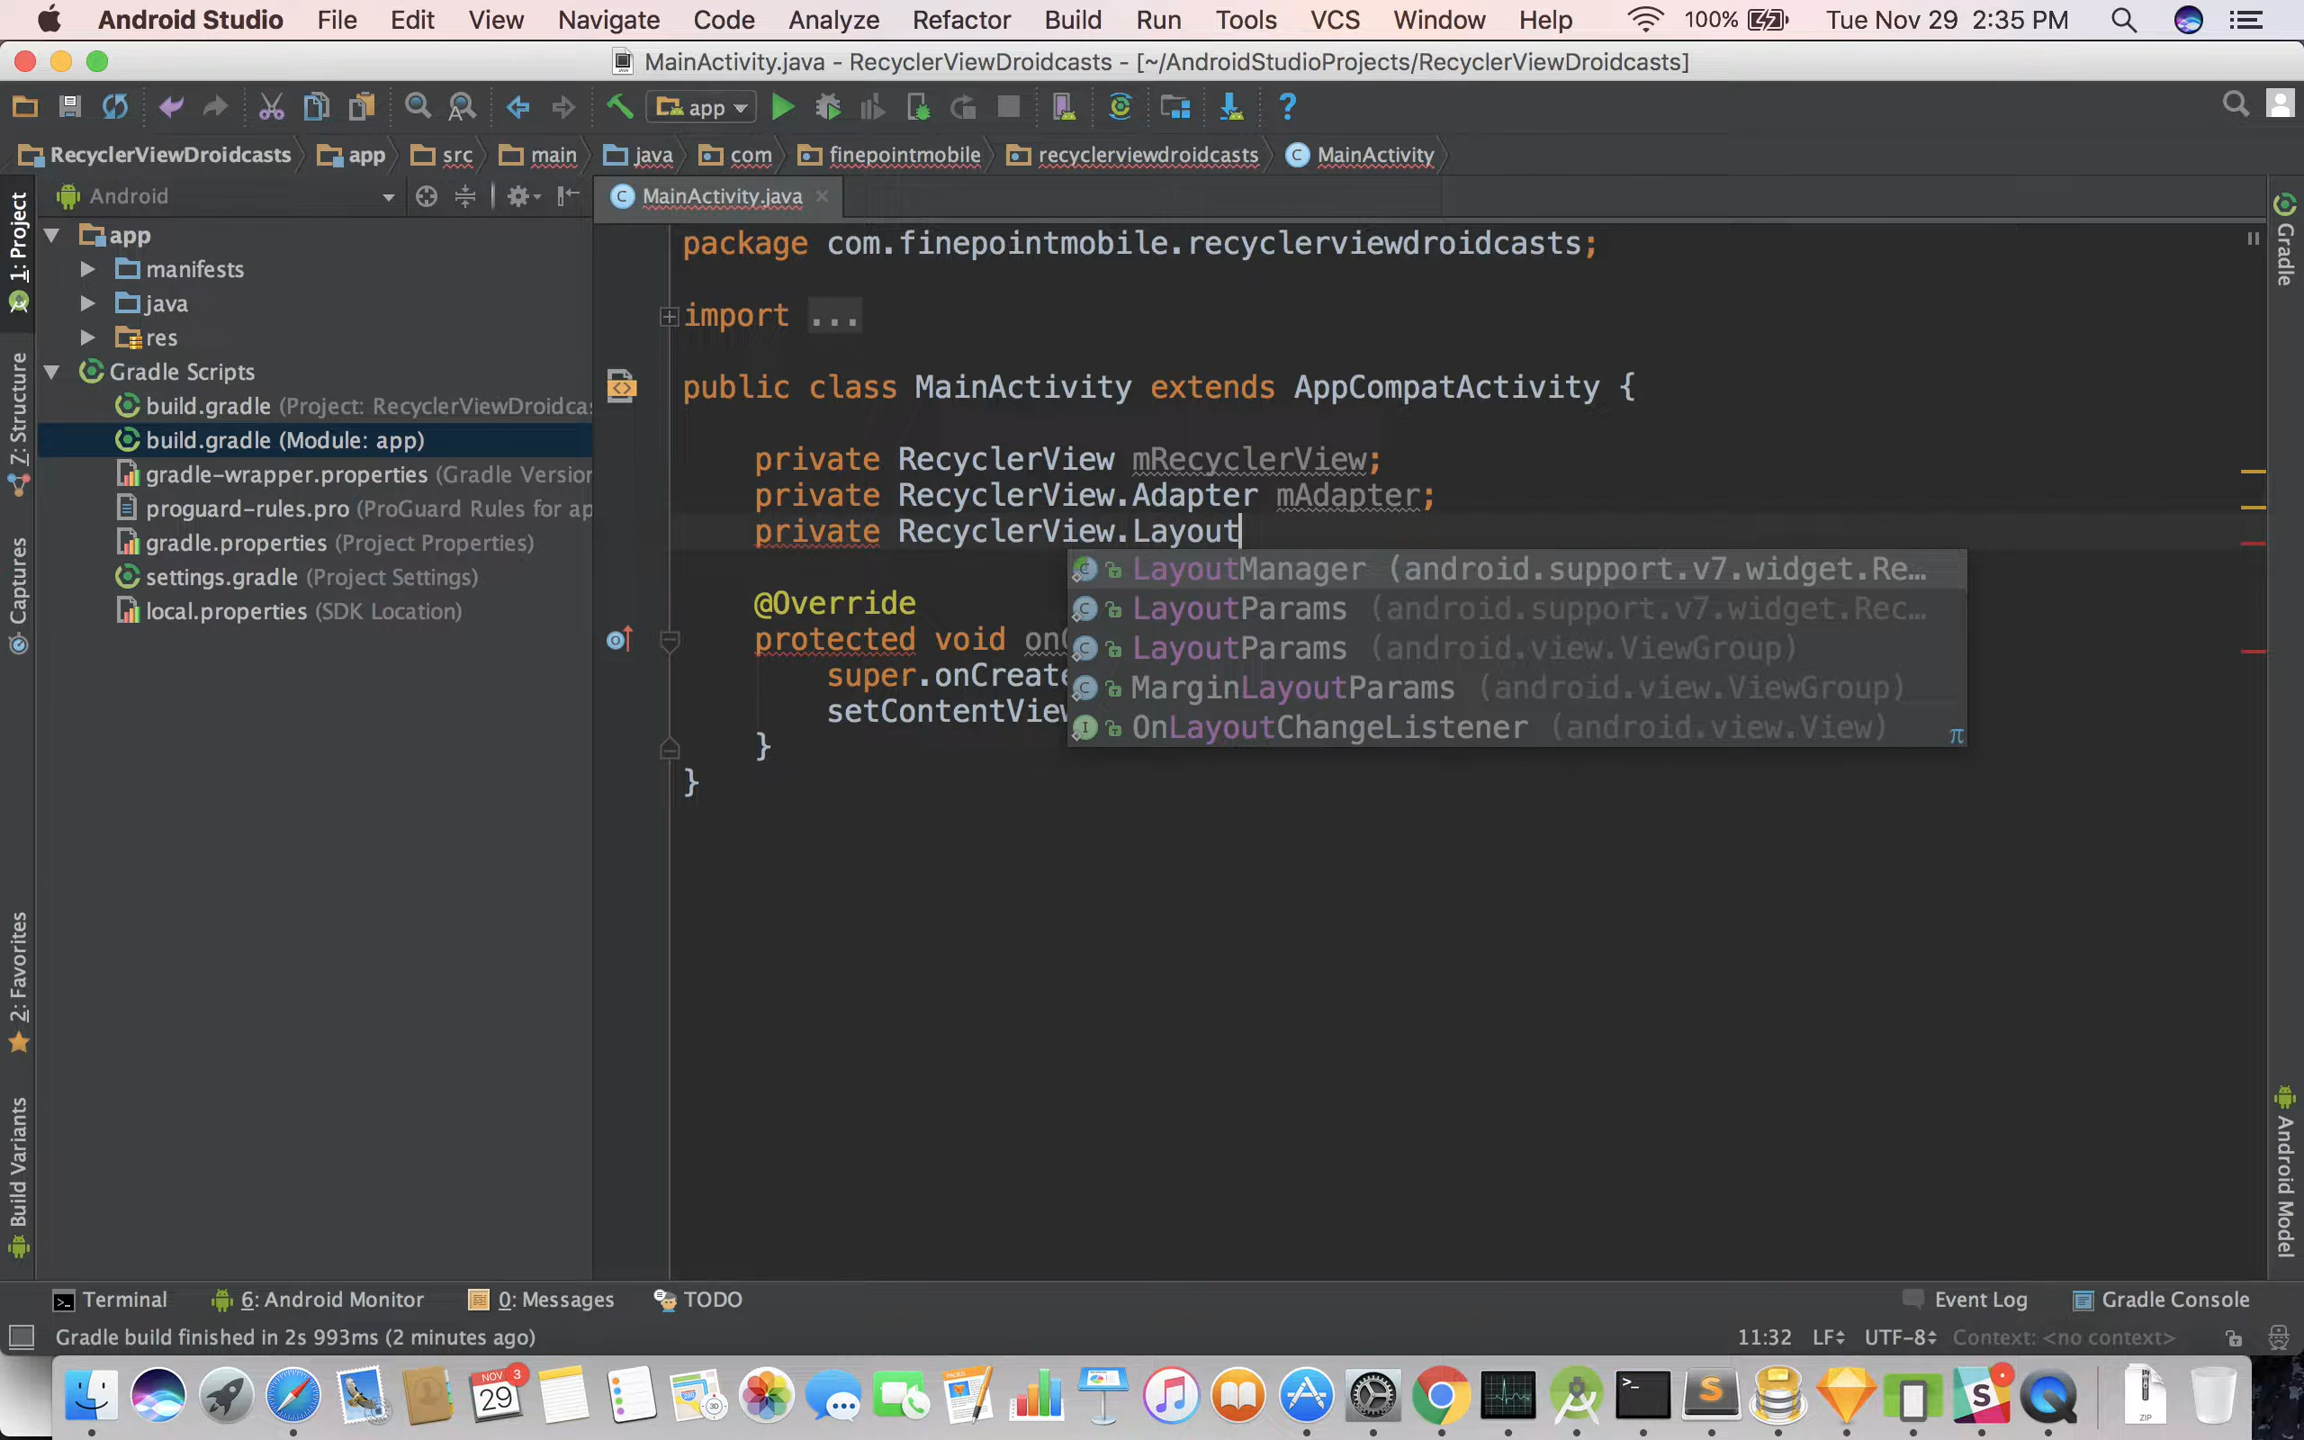 Android Studio File Edit View Navigate Code Analyze Refactor Build Run Tools VCS Window Help 100% Tue Nov 29 2:35 PM
MainActivity.java - RecyclerViewDroidcasts - [~/AndroidStudioProjects/RecyclerViewDroidcasts]
app
RecyclerViewDroidcasts app src main java com finepointmobile recyclerviewdroidcasts MainActivity
Android
MainActivity.java
app
manifests
java
res
Gradle Scripts
build.gradle (Project: RecyclerViewDroidcas
build.gradle (Module: app)
gradle-wrapper.properties (Gradle Version
proguard-rules.pro (ProGuard Rules for ap
gradle.properties (Project Properties)
settings.gradle (Project Settings)
local.properties (SDK Location)
1: Project
7: Structure
Captures
2: Favorites
Build Variants
package com.finepointmobile.recyclerviewdroidcasts;
import ...
public class MainActivity extends AppCompatActivity {
private RecyclerView mRecyclerView;
private RecyclerView.Adapter mAdapter;
private RecyclerView.Layout
LayoutManager (android.support.v7.widget.Re...
LayoutParams (android.support.v7.widget.Rec...
LayoutParams (android.view.ViewGroup)
MarginLayoutParams (android.view.ViewGroup)
OnLayoutChangeListener (android.view.View)
π
@Override
protected void onC
super.onCreate
setContentView
}
}
Gradle
Android Model
Terminal 6: Android Monitor 0: Messages TODO Event Log Gradle Console
Gradle build finished in 2s 993ms (2 minutes ago) 11:32 LF UTF-8 Context: <no context>
NOV
29
3
3D
PAGES
>_
S
S
ZIP